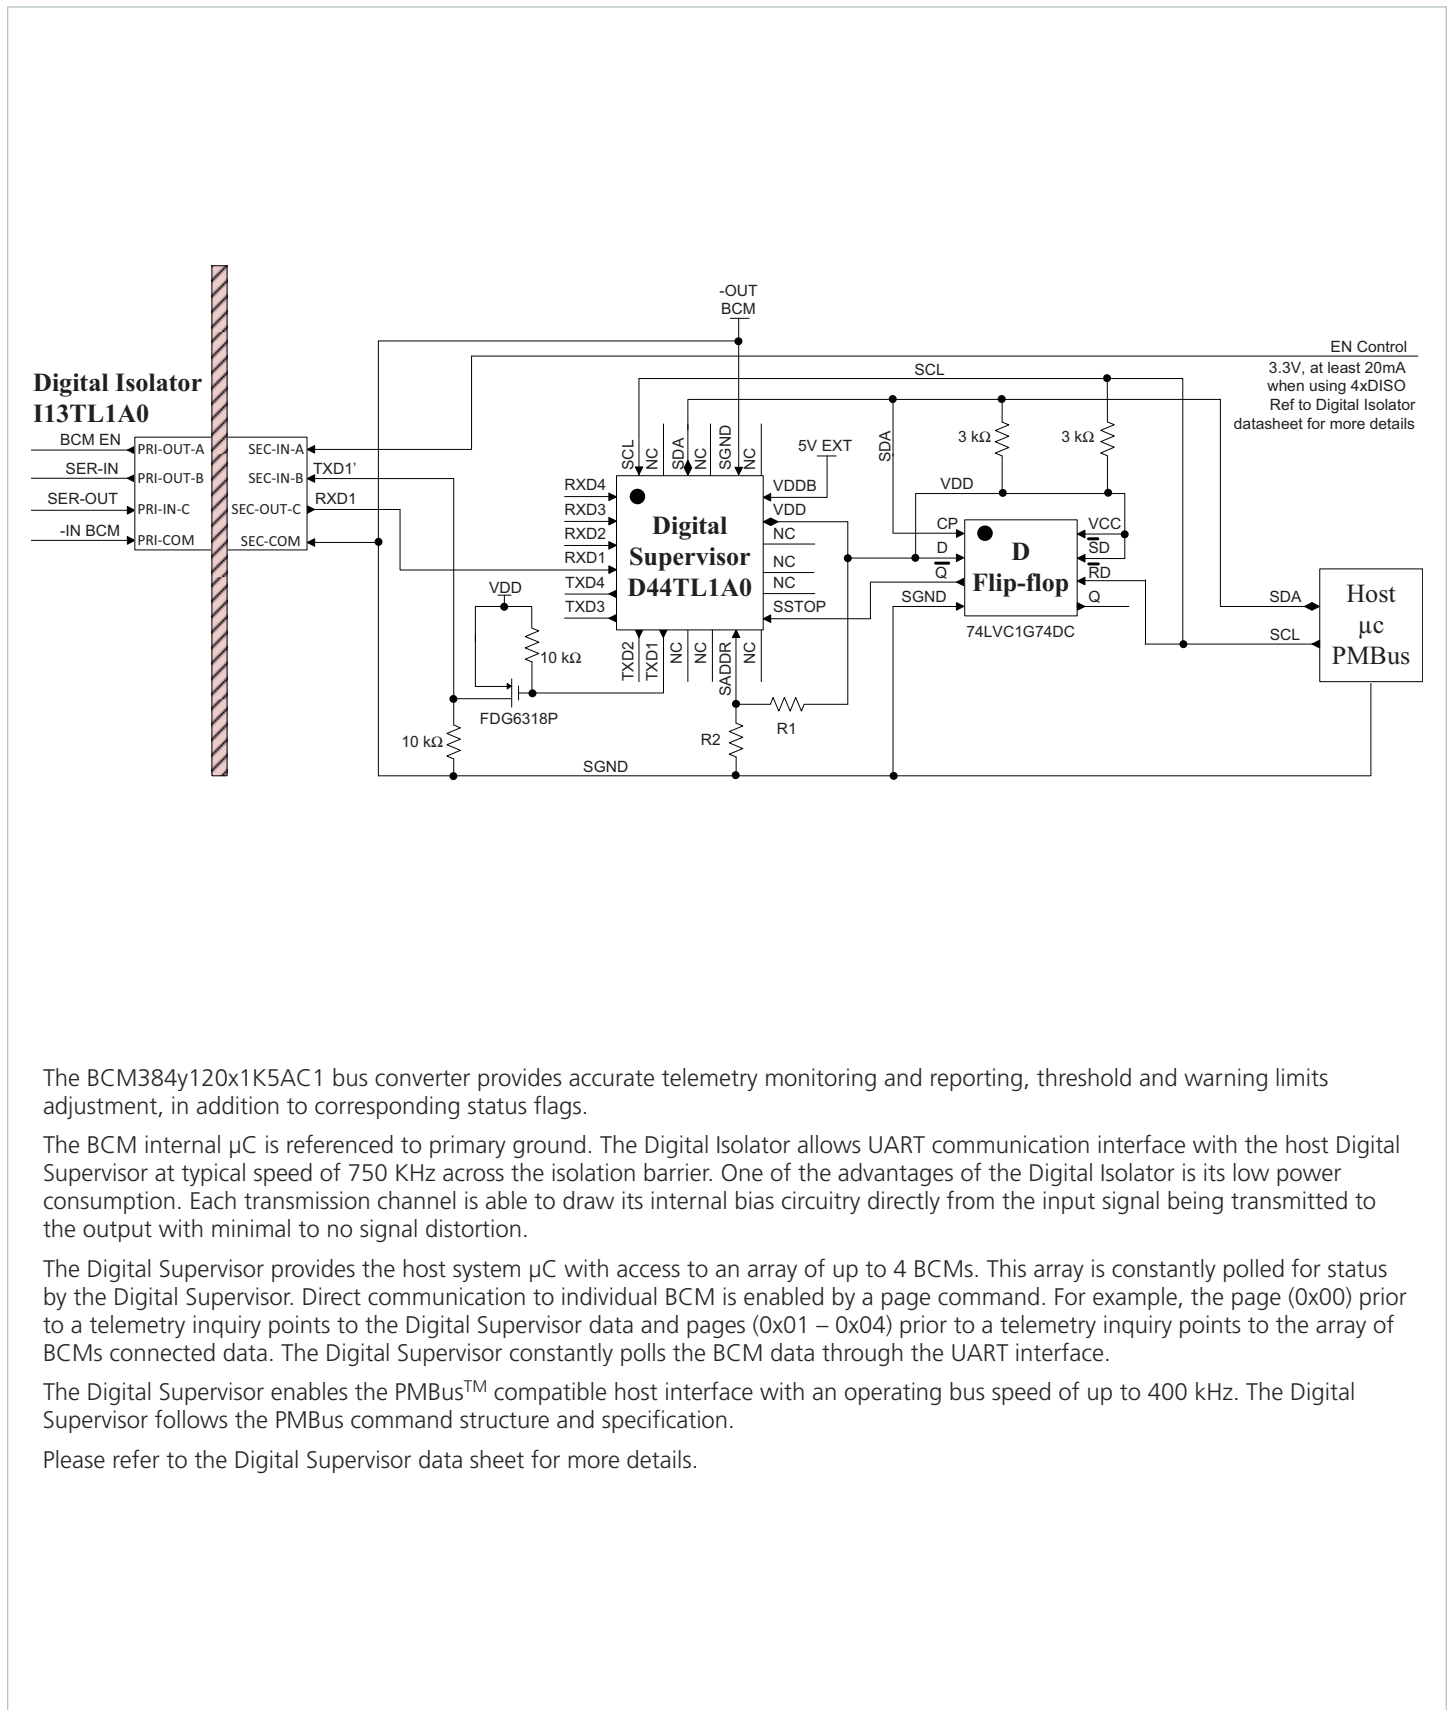 -OUT
BCM
EN Control
3.3V, at least 20mA
when using 4xDISO
Ref to Digital Isolator
datasheet for more details
SCL
Digital Isolator
I13TL1A0
BCM EN
SER-IN
SER-OUT
-IN BCM
PRI-OUT-A
PRI-OUT-B
PRI-IN-C
PRI-COM
SEC-IN-A
SEC-IN-B
SEC-OUT-C
SEC-COM
TXD1'
RXD1
SCL
NC
SDA
NC
SGND
NC
5V EXT
SDA
3 kΩ
3 kΩ
VDD
RXD4
RXD3
RXD2
RXD1
TXD4
TXD3
Digital
Supervisor
D44TL1A0
VDDB
VDD
NC
NC
NC
SSTOP
TXD2
TXD1
NC
NC
SADDR
NC
CP
D
Q
SGND
D
Flip-flop
74LVC1G74DC
VCC
SD
RD
Q
SDA
SCL
Host
µc
PMBus
VDD
10 kΩ
FDG6318P
10 kΩ
R1
R2
SGND
The BCM384y120x1K5AC1 bus converter provides accurate telemetry monitoring and reporting, threshold and warning limits
adjustment, in addition to corresponding status flags.
The BCM internal µC is referenced to primary ground. The Digital Isolator allows UART communication interface with the host Digital
Supervisor at typical speed of 750 KHz across the isolation barrier. One of the advantages of the Digital Isolator is its low power
consumption. Each transmission channel is able to draw its internal bias circuitry directly from the input signal being transmitted to
the output with minimal to no signal distortion.
The Digital Supervisor provides the host system µC with access to an array of up to 4 BCMs. This array is constantly polled for status
by the Digital Supervisor. Direct communication to individual BCM is enabled by a page command. For example, the page (0x00) prior
to a telemetry inquiry points to the Digital Supervisor data and pages (0x01 – 0x04) prior to a telemetry inquiry points to the array of
BCMs connected data. The Digital Supervisor constantly polls the BCM data through the UART interface.
The Digital Supervisor enables the PMBus™ compatible host interface with an operating bus speed of up to 400 kHz. The Digital
Supervisor follows the PMBus command structure and specification.
Please refer to the Digital Supervisor data sheet for more details.